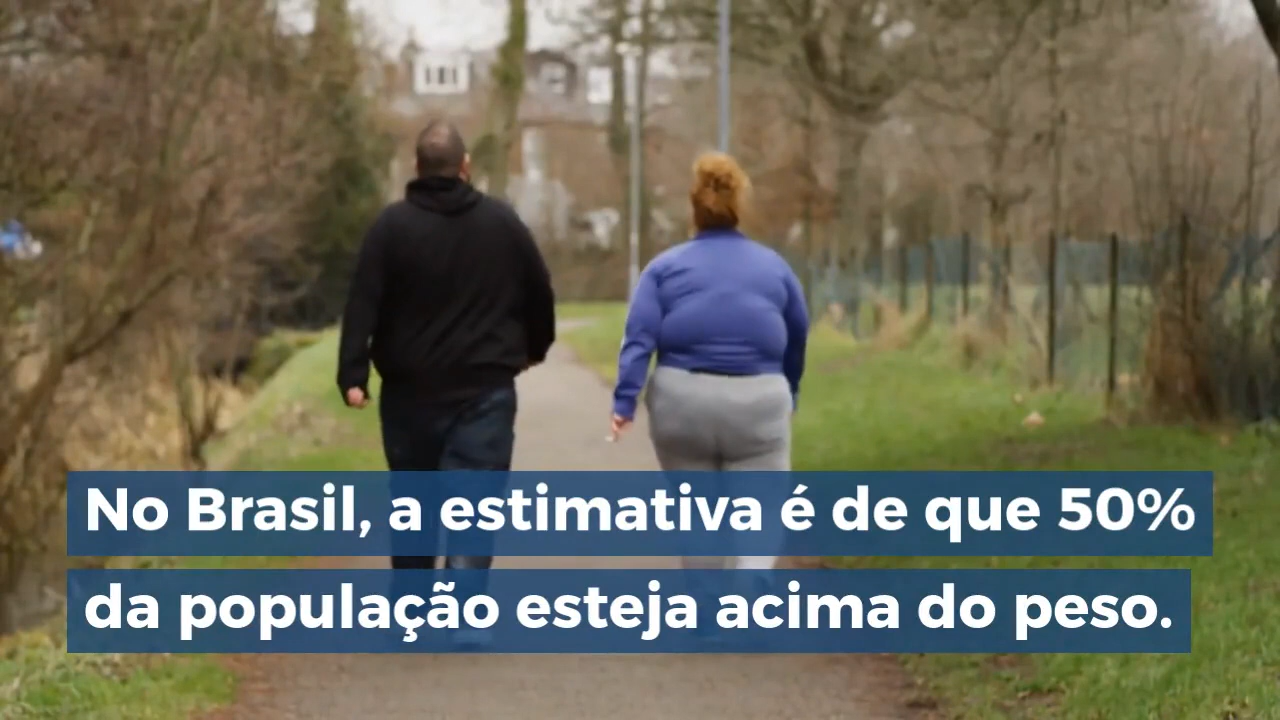 No Brasil, a estimativa é de que 50%
da população esteja acima do peso.